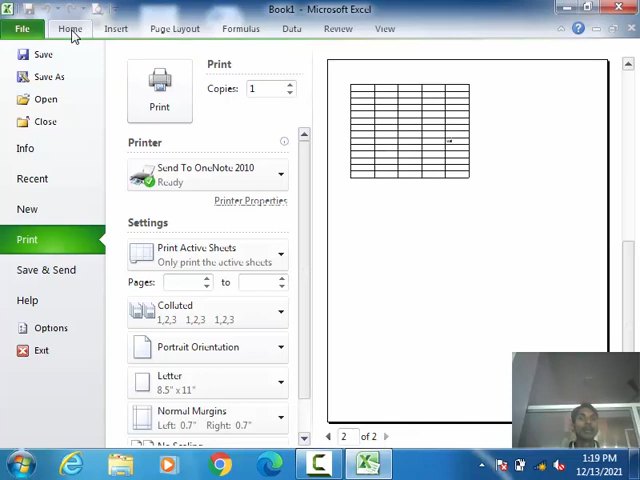 Book1 - Microsoft Excel
File Home Insert Page Layout Formulas Data Review View
Save
Save As
Open
Close
Info
Recent
New
Print
Save & Send
Help
Options
Exit
Print
Print
Copies: 1
Printer
Send To OneNote 2010
Ready
Printer Properties
Settings
Print Active Sheets
Only print the active sheets
Pages: to
Collated
1,2,3 1,2,3 1,2,3
Portrait Orientation
Letter
8.5" x 11"
Normal Margins
Left: 0.7" Right: 0.7"
2 of 2
1:19 PM
12/13/2021